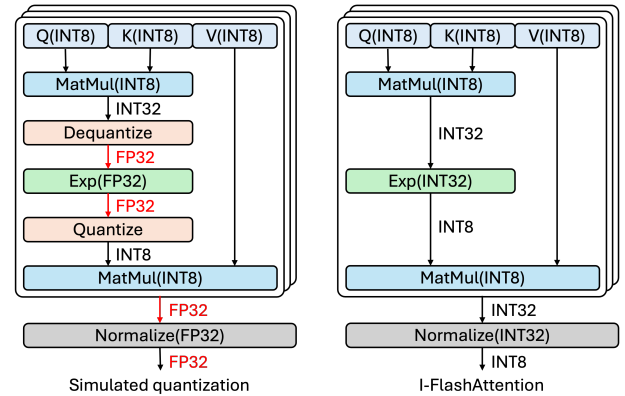 Q(INT8) K(INT8) V(INT8)
MatMul(INT8)
INT32
Dequantize
FP32
Exp(FP32)
FP32
Quantize
INT8
MatMul(INT8)
FP32
Normalize(FP32)
FP32
Simulated quantization
Q(INT8) K(INT8) V(INT8)
MatMul(INT8)
INT32
Exp(INT32)
INT8
MatMul(INT8)
INT32
Normalize(INT32)
INT8
I-FlashAttention